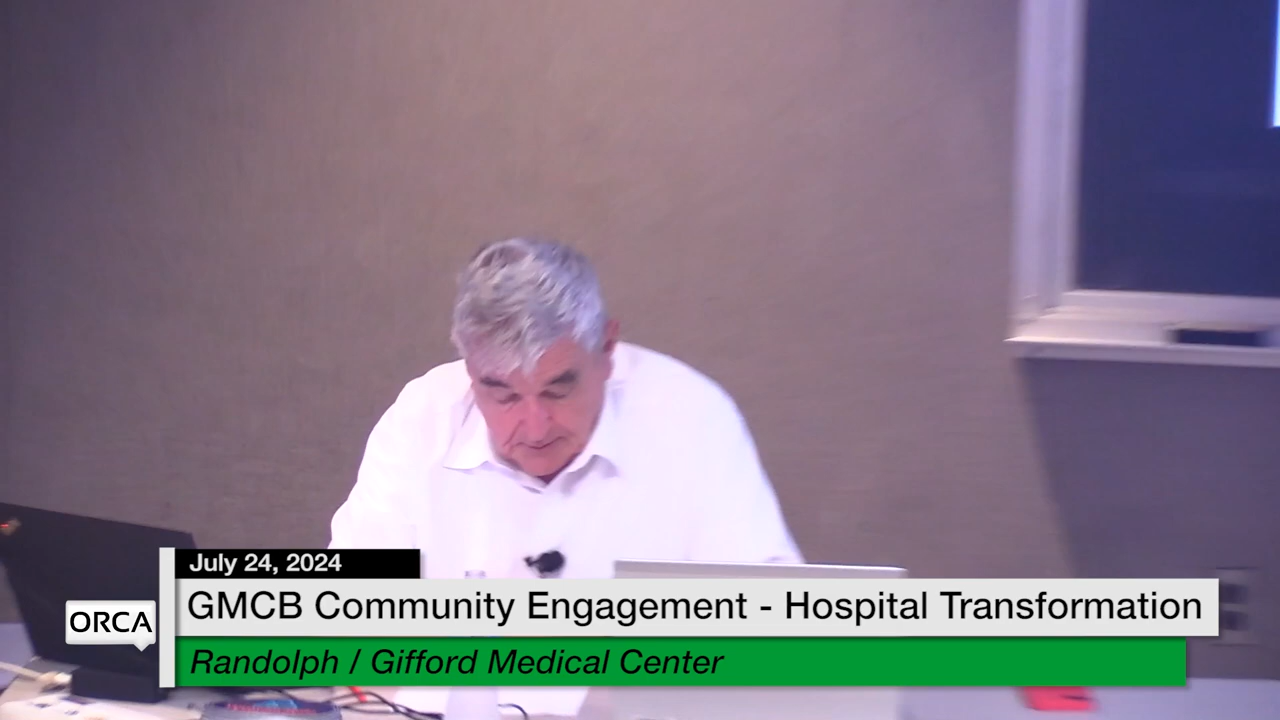 July 24, 2024
GMCB Community Engagement - Hospital Transformation
ORCA
Randolph / Gifford Medical Center